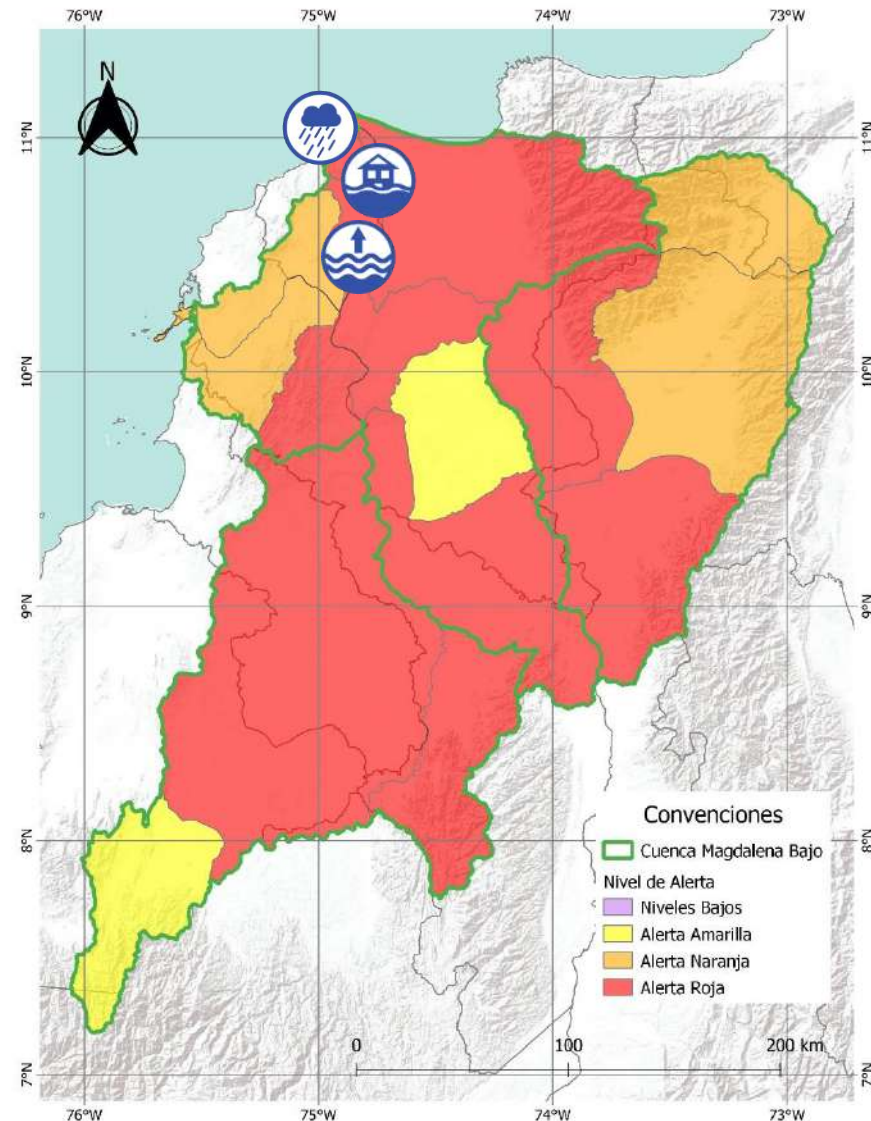 76°W 75°W 74°W 73°W
N
11°N 11°N
10°N 10°N
9°N 9°N
8°N 8°N
7°N 7°N
Convenciones
Cuenca Magdalena Bajo
Nivel de Alerta
Niveles Bajos
Alerta Amarilla
Alerta Naranja
Alerta Roja
0 100 200 km
76°W 75°W 74°W 73°W